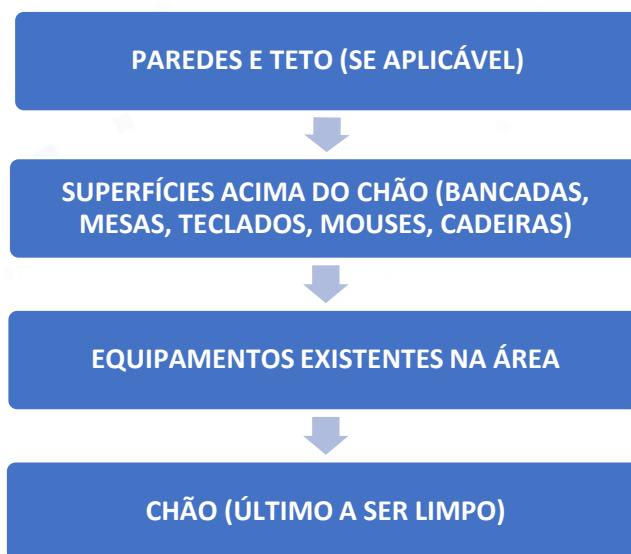 PAREDES E TETO (SE APLICÁVEL)
SUPERFÍCIES ACIMA DO CHÃO (BANCADAS,
MESAS, TECLADOS, MOUSES, CADEIRAS)
EQUIPAMENTOS EXISTENTES NA ÁREA
CHÃO (ÚLTIMO A SER LIMPO)